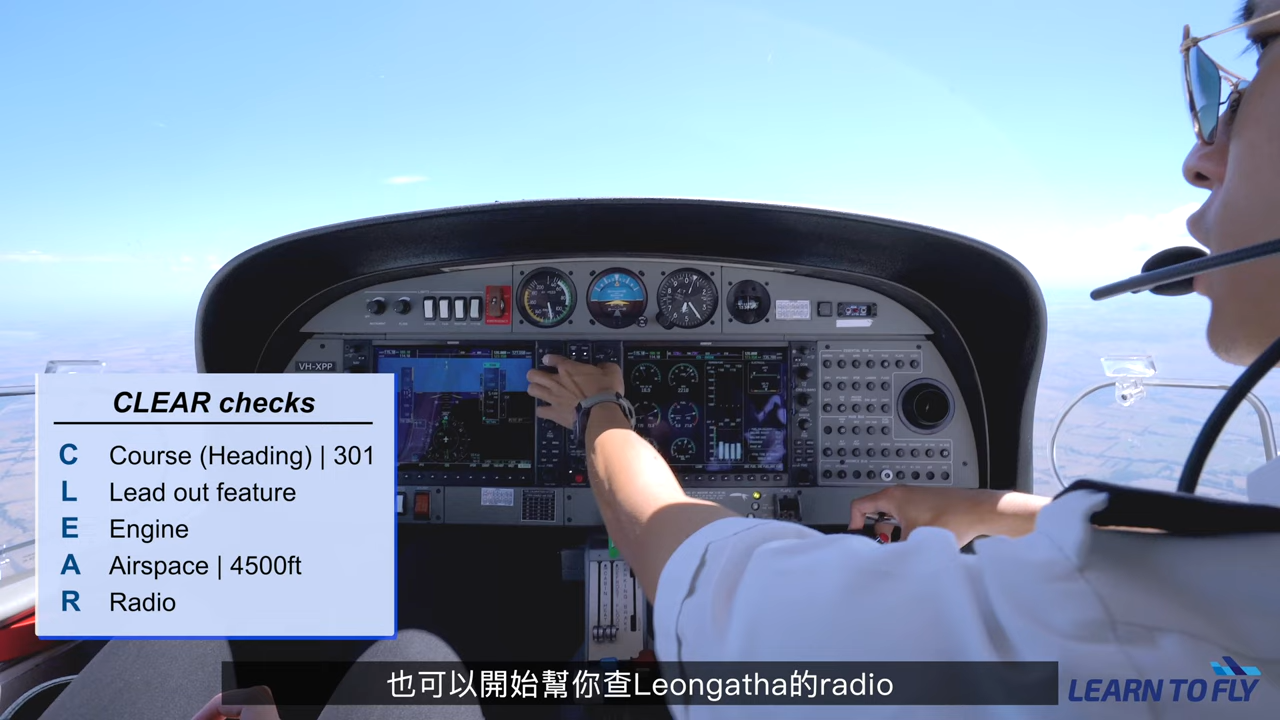 VH-XPP
CLEAR checks
C Course (Heading) | 301
L Lead out feature
E Engine
A Airspace | 4500ft
R Radio
也可以開始幫你查Leongatha的radio
LEARN TO FLY